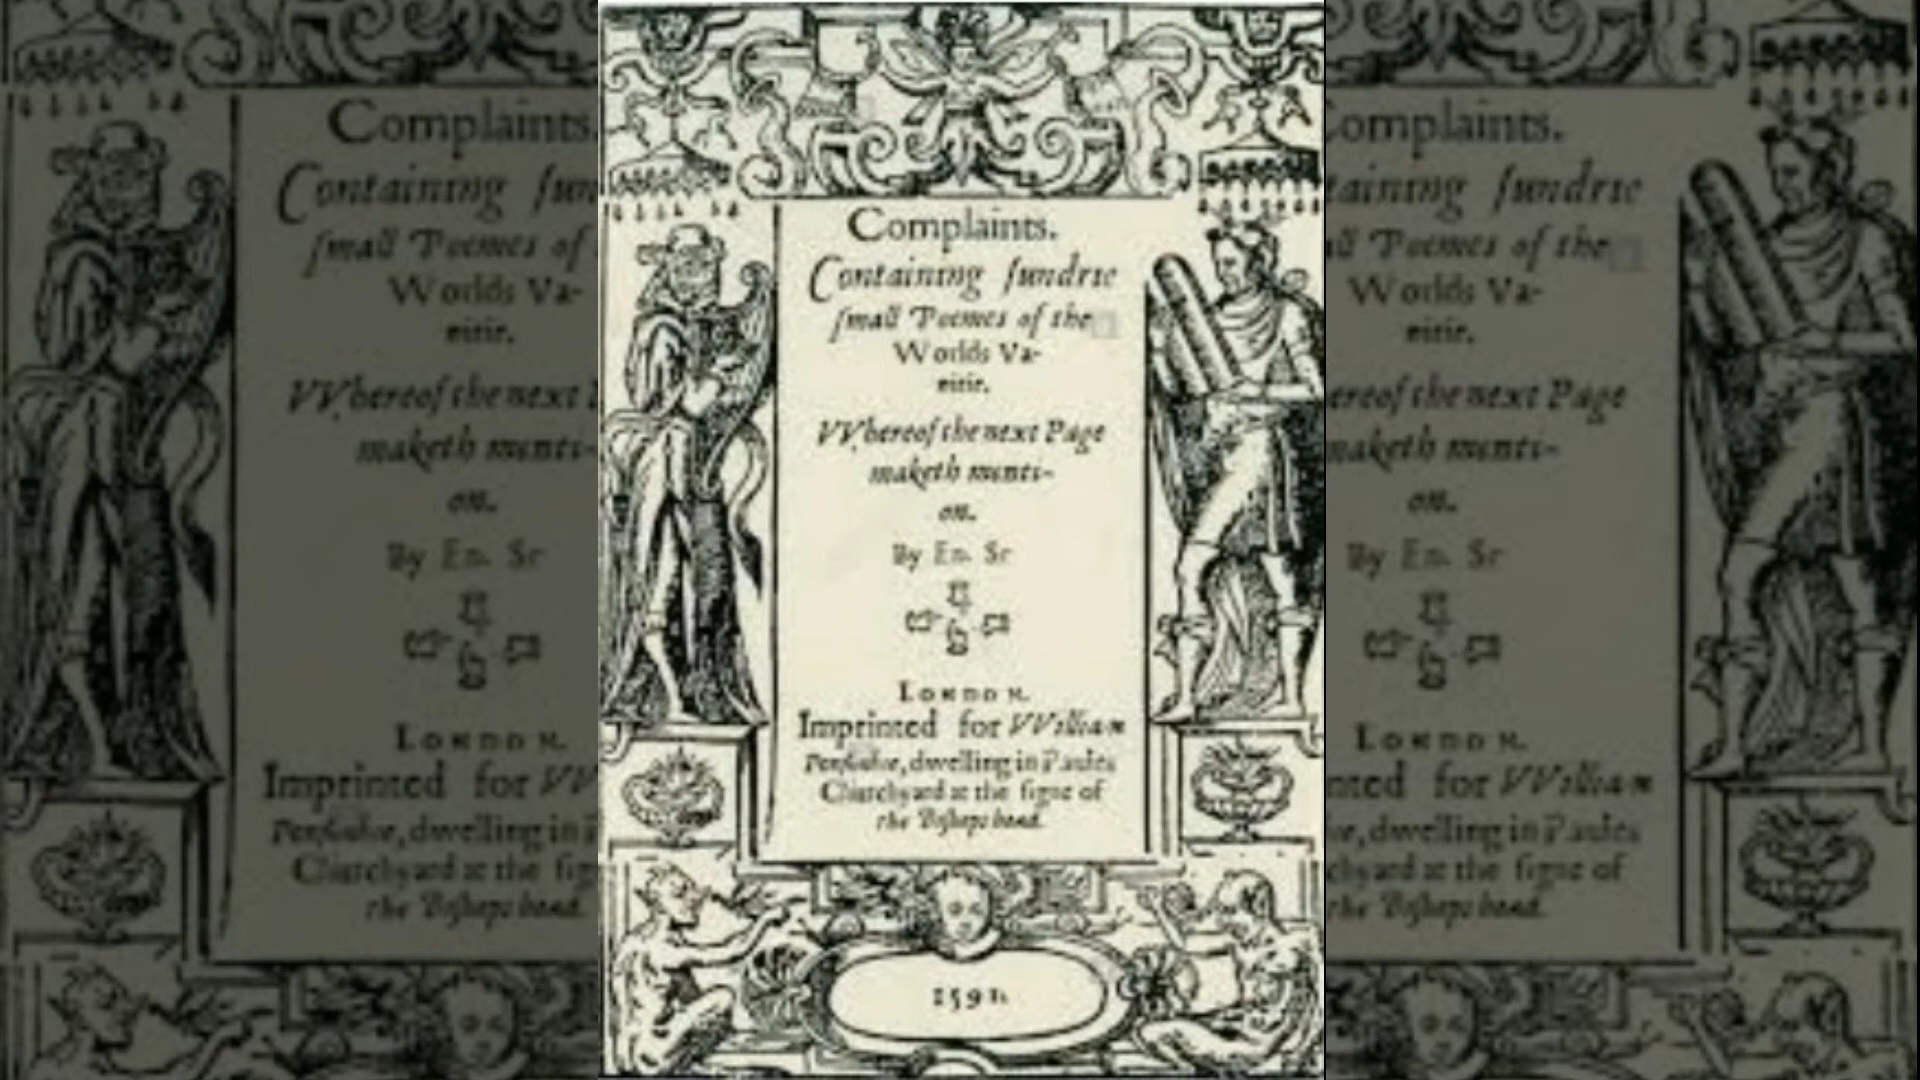 Complaints.
Containing ſundrie
ſmall Poemes of the
Worlds Va-
nitie.
VVhereof the next Page
maketh menti-
on.
By Ed. Sp.
LONDON.
Imprinted for VVilliam
Ponſonbie, dwelling in Paules
Churchyard at the ſigne of
the Biſhops head.
1591.